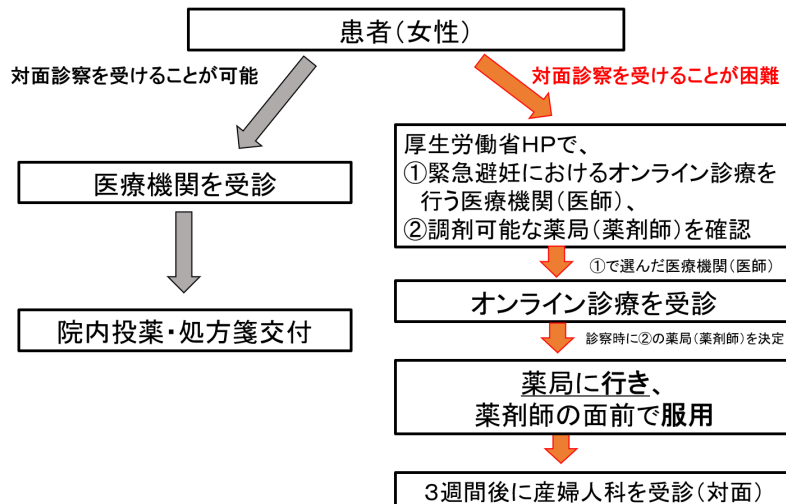 患者(女性)
対面診察を受けることが可能
対面診察を受けることが困難
医療機関を受診
院内投薬・処方箋交付
厚生労働省HPで、
①緊急避妊におけるオンライン診療を
行う医療機関(医師)、
②調剤可能な薬局(薬剤師)を確認
①で選んだ医療機関(医師)
オンライン診療を受診
診察時に②の薬局(薬剤師)を決定
薬局に行き、
薬剤師の面前で服用
3週間後に産婦人科を受診(対面)